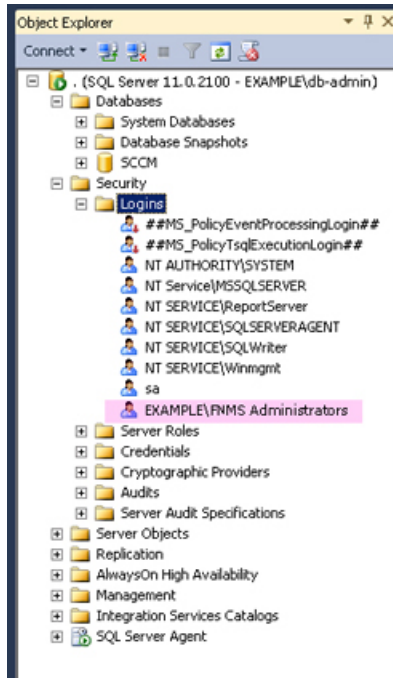 Object Explorer
Connect
. (SQL Server 11.0.2100 - EXAMPLE\db-admin)
Databases
System Databases
Database Snapshots
SCCM
Security
Logins
##MS_PolicyEventProcessingLogin##
##MS_PolicyTsqlExecutionLogin##
NT AUTHORITY\SYSTEM
NT Service\MSSQLSERVER
NT SERVICE\ReportServer
NT SERVICE\SQLSERVERAGENT
NT SERVICE\SQLWriter
NT SERVICE\Winmgmt
sa
EXAMPLE\FNMS Administrators
Server Roles
Credentials
Cryptographic Providers
Audits
Server Audit Specifications
Server Objects
Replication
AlwaysOn High Availability
Management
Integration Services Catalogs
SQL Server Agent